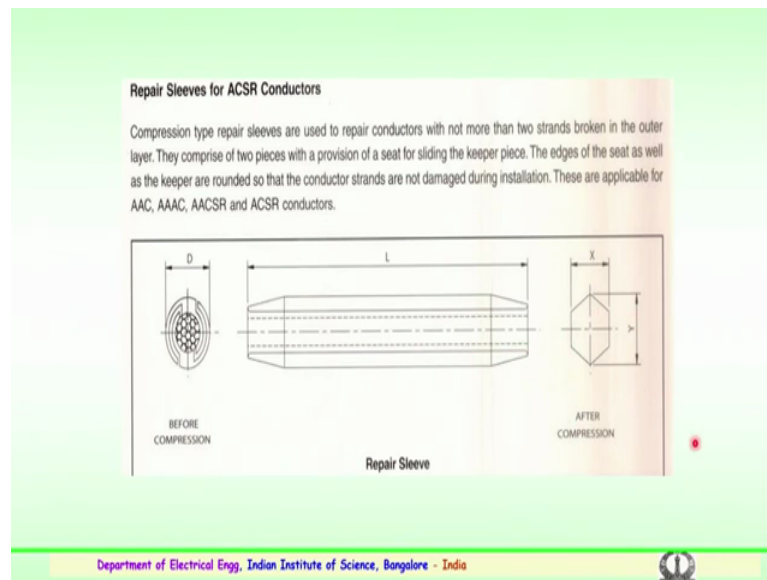 Repair Sleeves for ACSR Conductors
Compression type repair sleeves are used to repair conductors with not more than two strands broken in the outer
layer. They comprise of two pieces with a provision of a seat for sliding the keeper piece. The edges of the seat as well
as the keeper are rounded so that the conductor strands are not damaged during installation. These are applicable for
AAC, AAAC, AACSR and ACSR conductors.
D
L
X
Y
BEFORE
COMPRESSION
AFTER
COMPRESSION
Repair Sleeve
Department of Electrical Engg, Indian Institute of Science, Bangalore - India